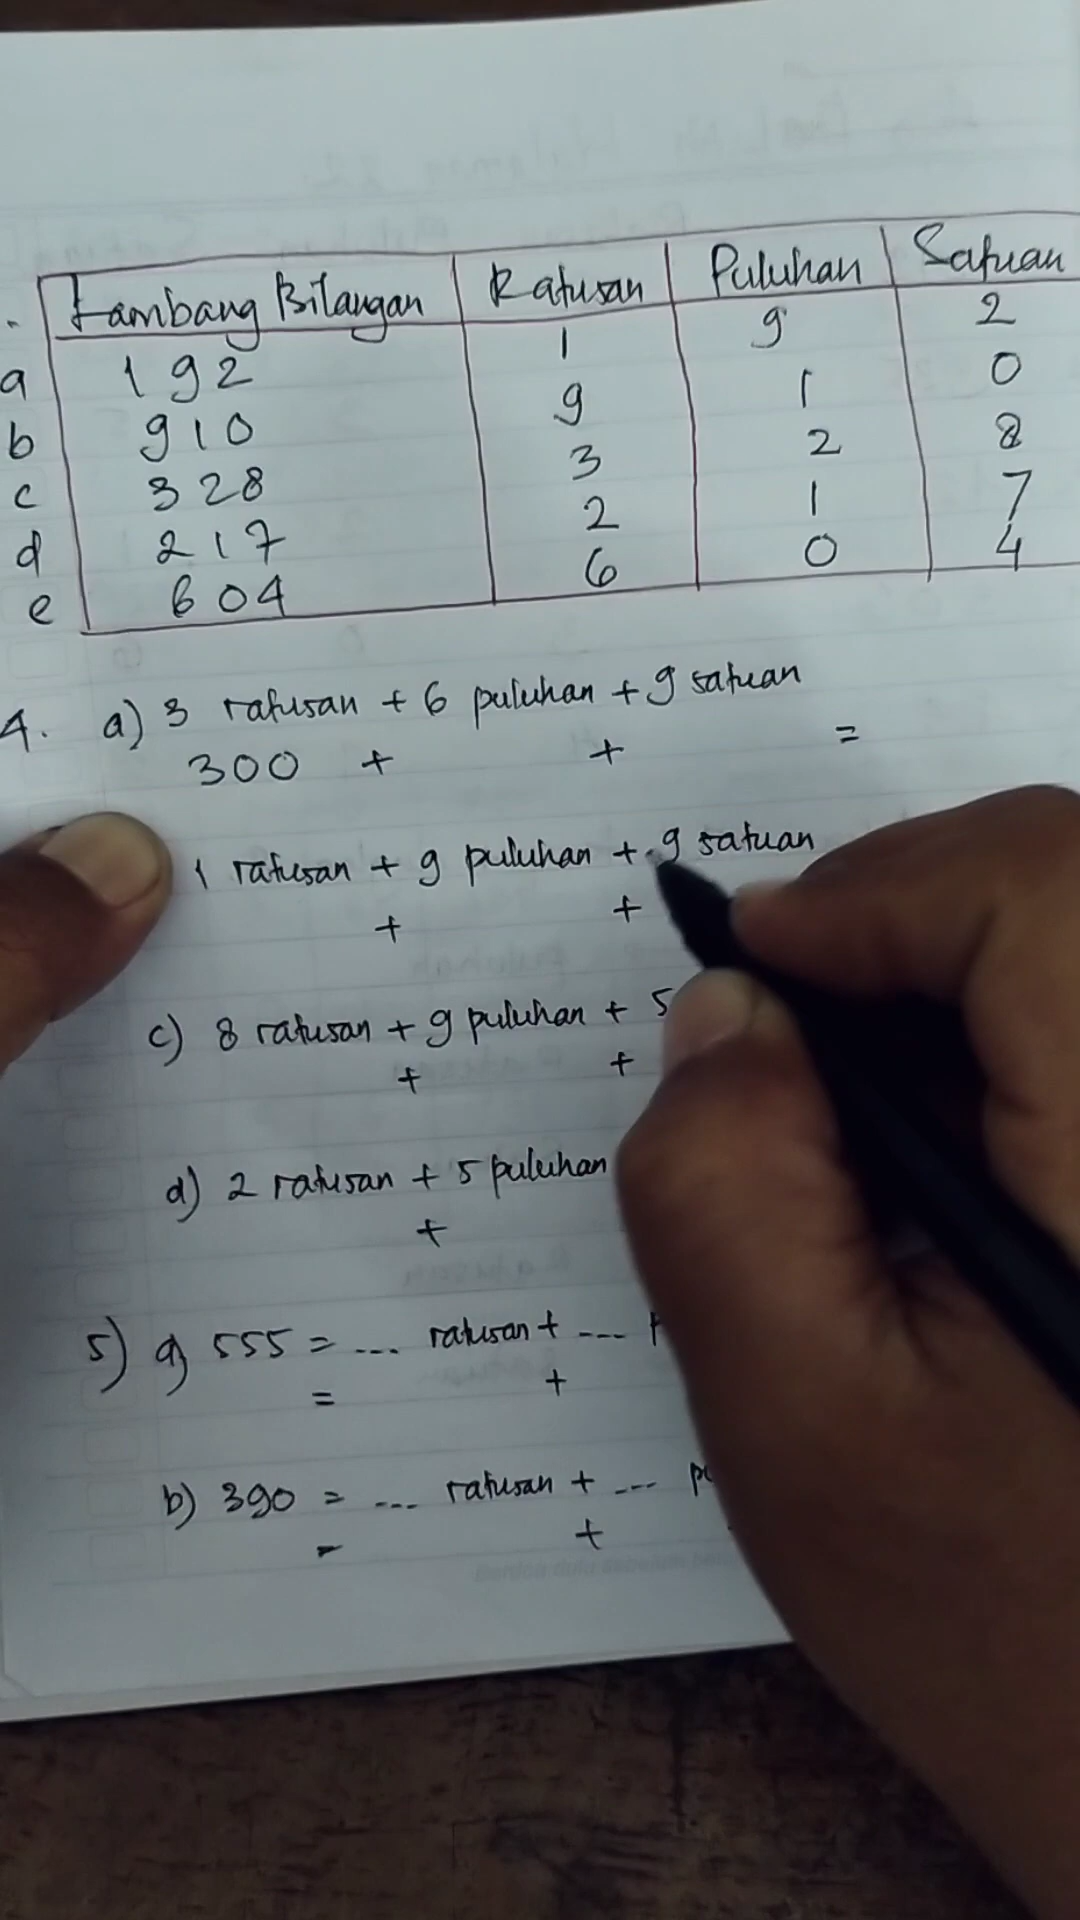 Lambang Bilangan Ratusan Puluhan Satuan
a 192 1 9 2
b 910 9 1 0
c 328 3 2 8
d 217 2 1 7
e 604 6 0 4
4. a) 3 ratusan + 6 puluhan + 9 satuan
300 + + =
1 ratusan + 9 puluhan + 9 satuan
+ +
c) 8 ratusan + 9 puluhan + 5
+ +
d) 2 ratusan + 5 puluhan
+
5) a) 555 = ... ratusan + ---
= +
b) 390 = --- ratusan + ---
= +